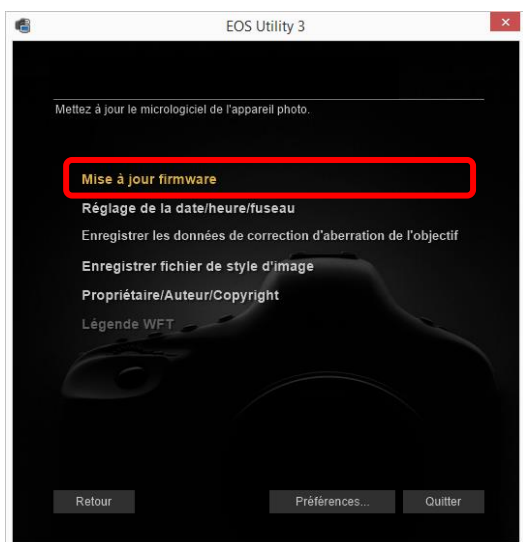 EOS Utility 3
Mettez à jour le micrologiciel de l'appareil photo.
Mise à jour firmware
Réglage de la date/heure/fuseau
Enregistrer les données de correction d'aberration de l'objectif
Enregistrer fichier de style d'image
Propriétaire/Auteur/Copyright
Légende WFT
Retour
Préférences...
Quitter